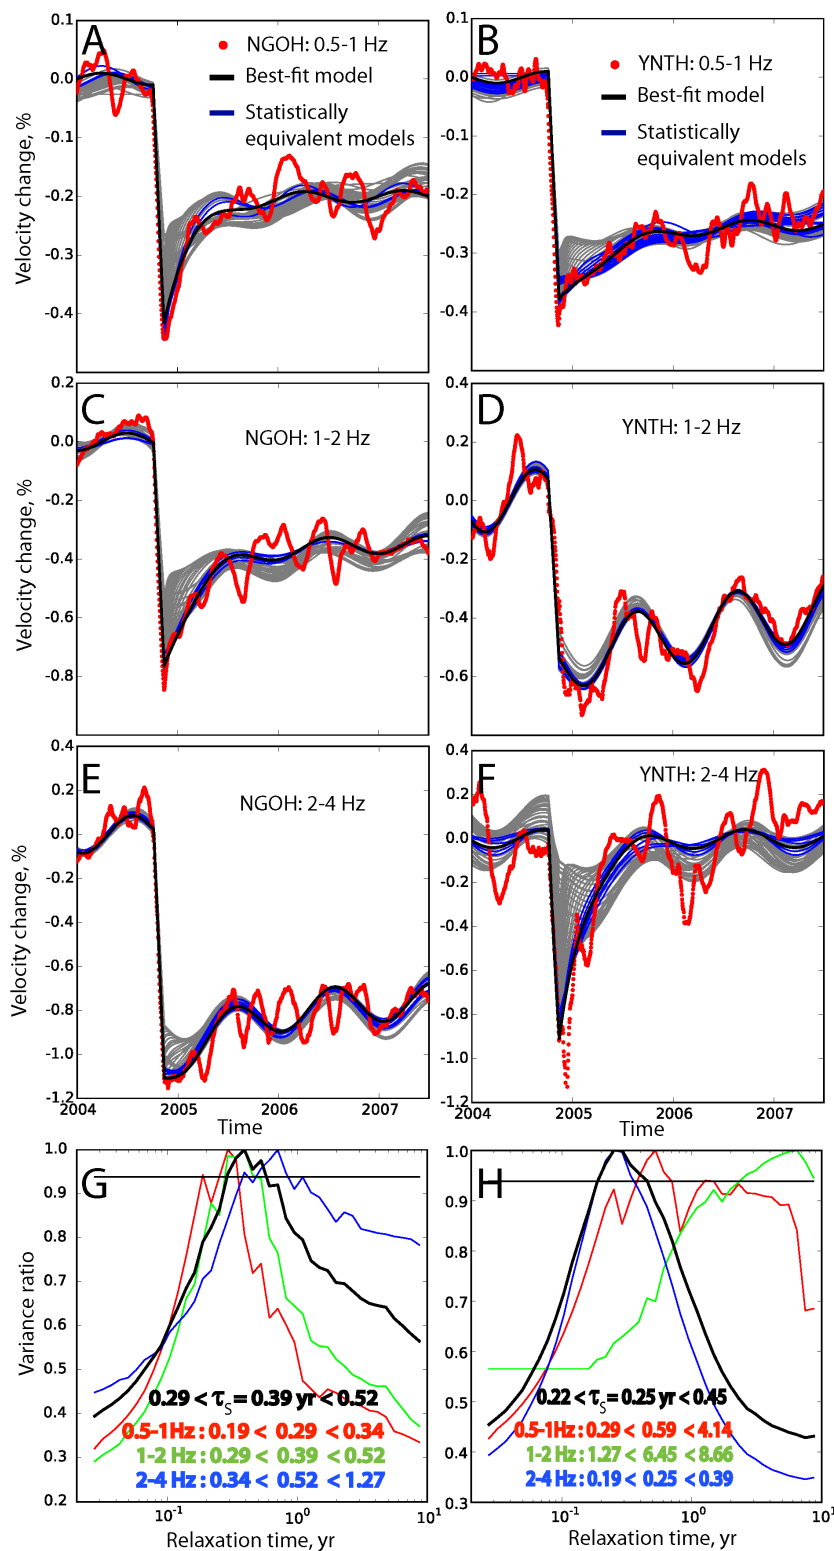 A
NGOH: 0.5-1 Hz
Best-fit model
Statistically
equivalent models
0.1
0.0
-0.1
-0.2
-0.3
-0.4
Velocity change, %
B
YNTH: 0.5-1 Hz
Best-fit model
Statistically
equivalent models
0.1
0.0
-0.1
-0.2
-0.3
-0.4
C
NGOH: 1-2 Hz
0.2
0.0
-0.2
-0.4
-0.6
-0.8
Velocity change, %
D
YNTH: 1-2 Hz
0.4
0.2
0.0
-0.2
-0.4
-0.6
E
NGOH: 2-4 Hz
0.4
0.2
0.0
-0.2
-0.4
-0.6
-0.8
-1.0
-1.2
Velocity change, %
2004 2005 2006 2007
Time
F
YNTH: 2-4 Hz
0.4
0.2
0.0
-0.2
-0.4
-0.6
-0.8
-1.0
-1.2
2004 2005 2006 2007
Time
G
1.0
0.9
0.8
0.7
0.6
0.5
0.4
0.3
0.2
Variance ratio
0.29 < τS = 0.39 yr < 0.52
0.5-1Hz : 0.19 < 0.29 < 0.34
1-2 Hz : 0.29 < 0.39 < 0.52
2-4 Hz : 0.34 < 0.52 < 1.27
10-1 100 101
Relaxation time, yr
H
1.0
0.9
0.8
0.7
0.6
0.5
0.4
0.3
0.22 < τS = 0.25 yr < 0.45
0.5-1Hz : 0.29 < 0.59 < 4.14
1-2 Hz : 1.27 < 6.45 < 8.66
2-4 Hz : 0.19 < 0.25 < 0.39
10-1 100 101
Relaxation time, yr